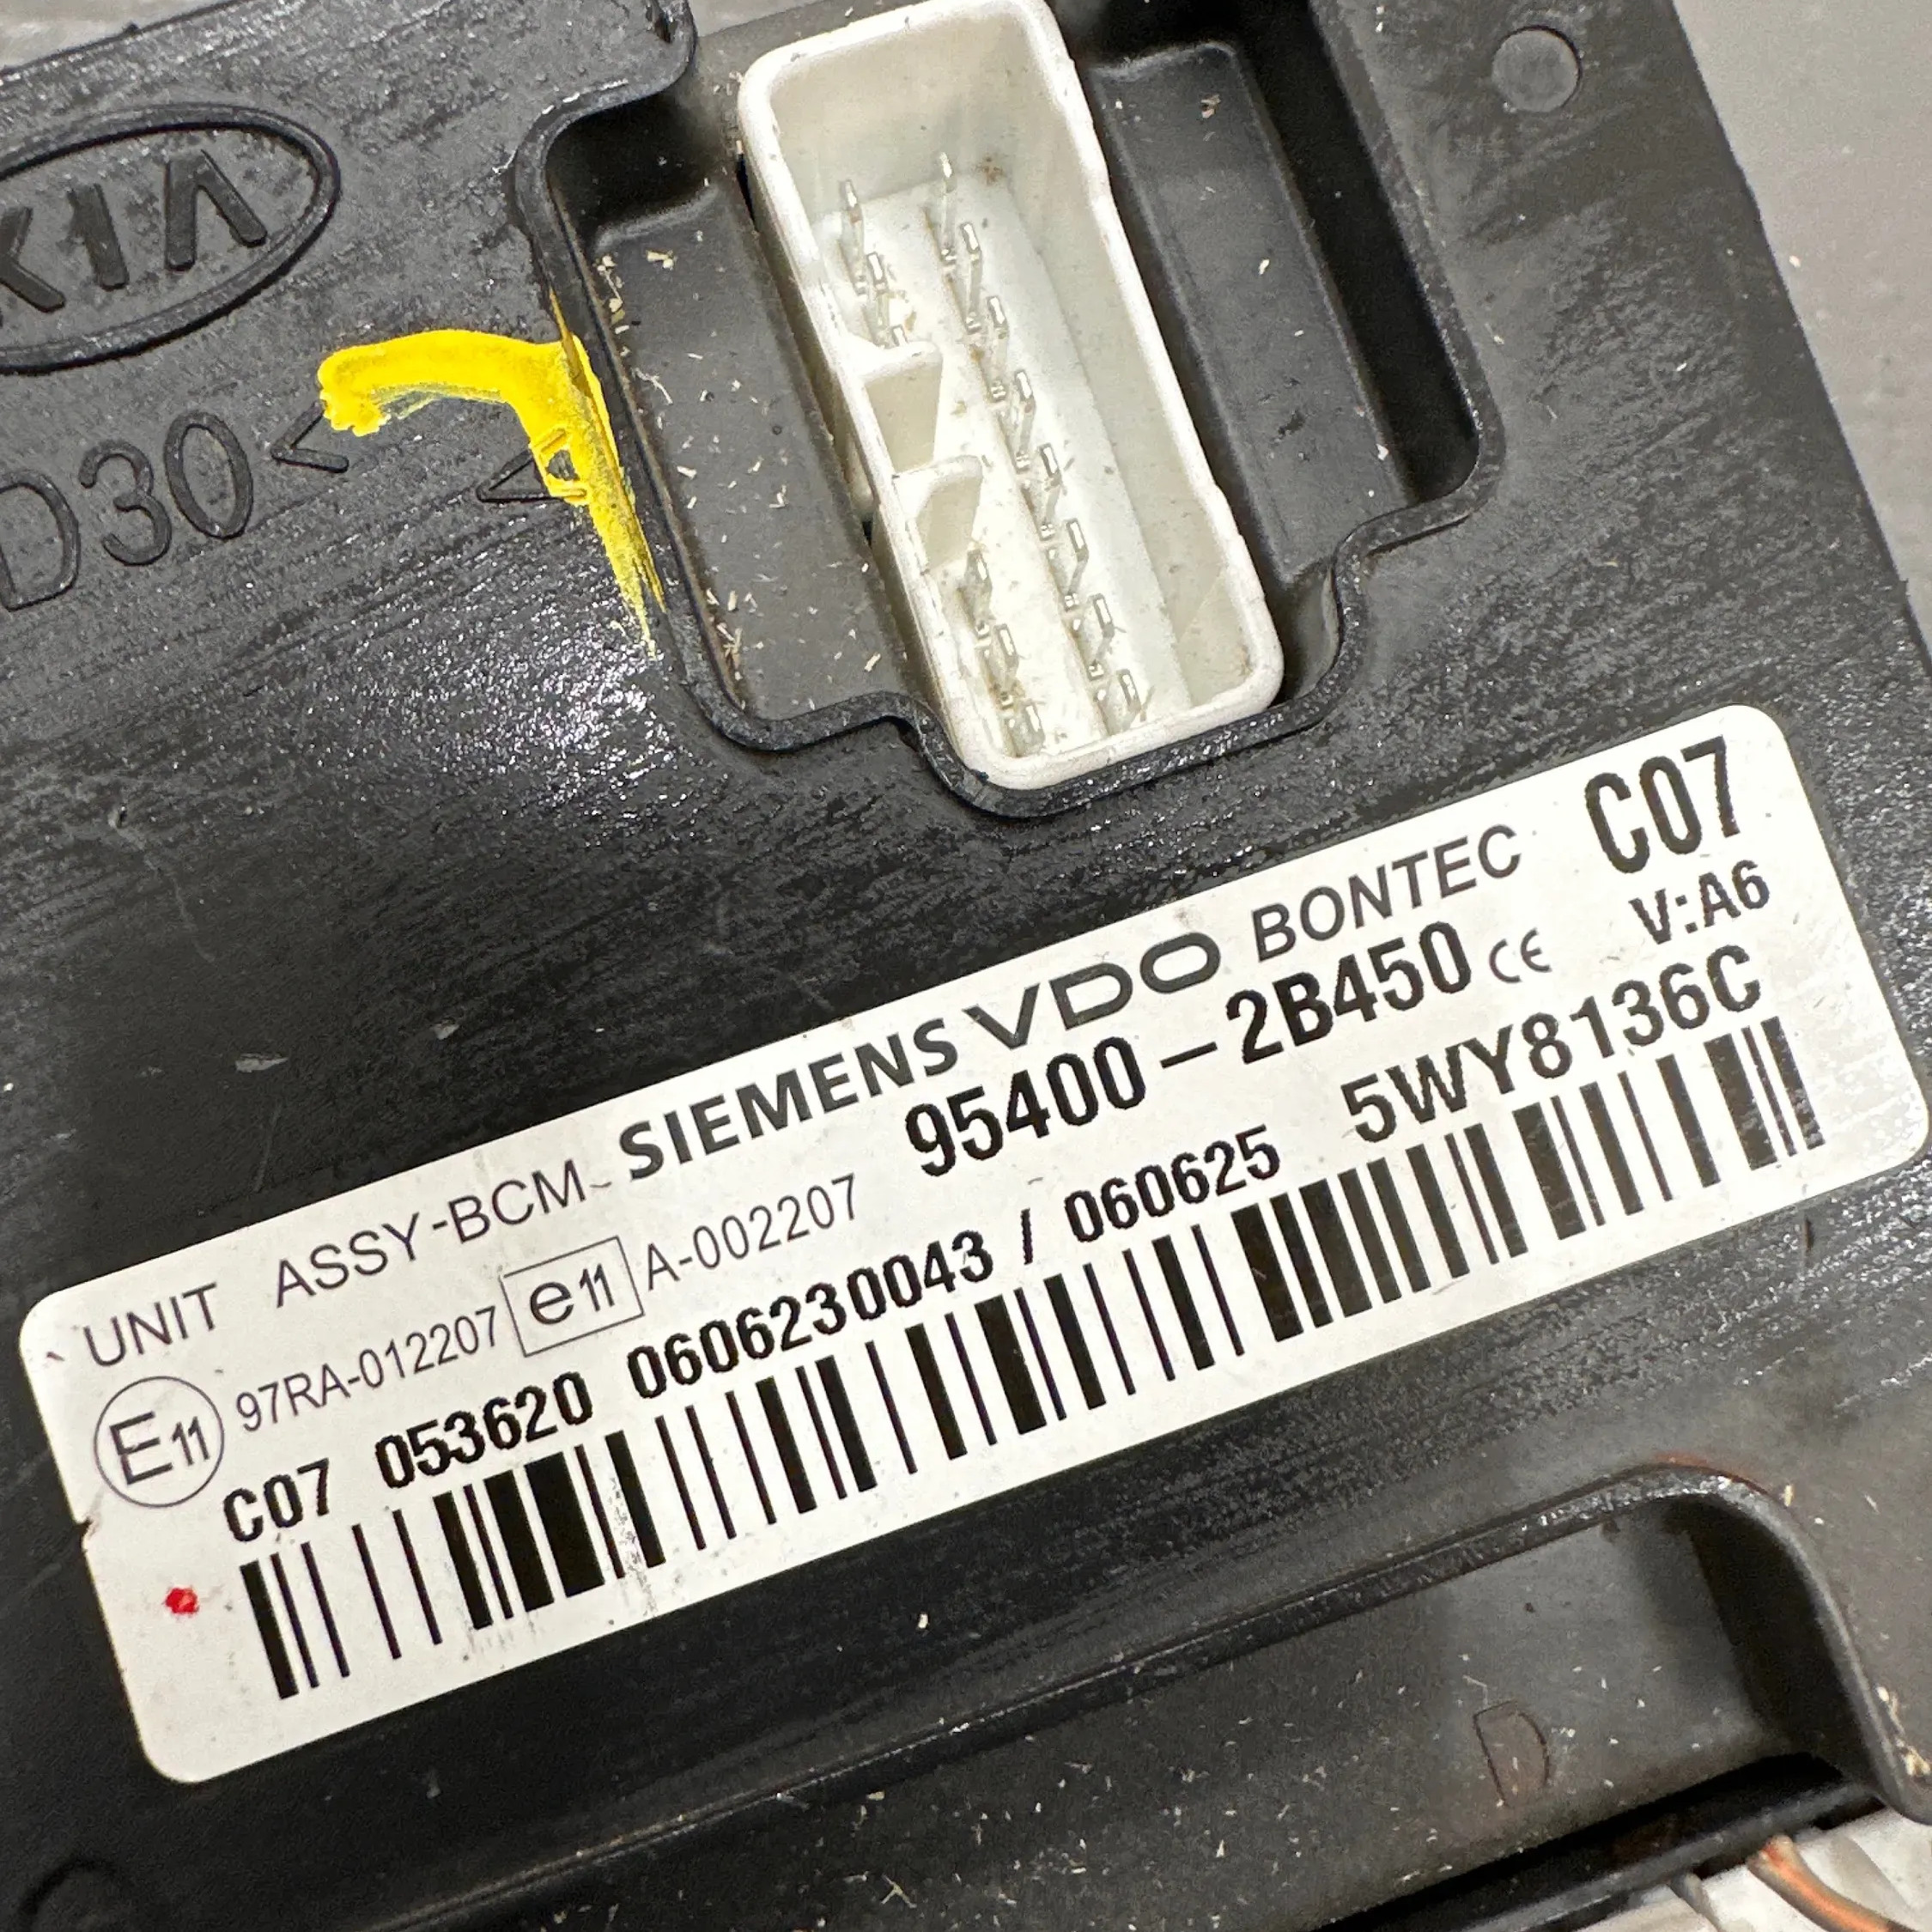 KIA
D30<
<
UNIT ASSY-BCM SIEMENS VDO BONTEC C07
E11 97RA-012207 e11 A-002207 95400-2B450 CE V:A6
C07 053620 0606230043 / 060625 5WY8136C
D